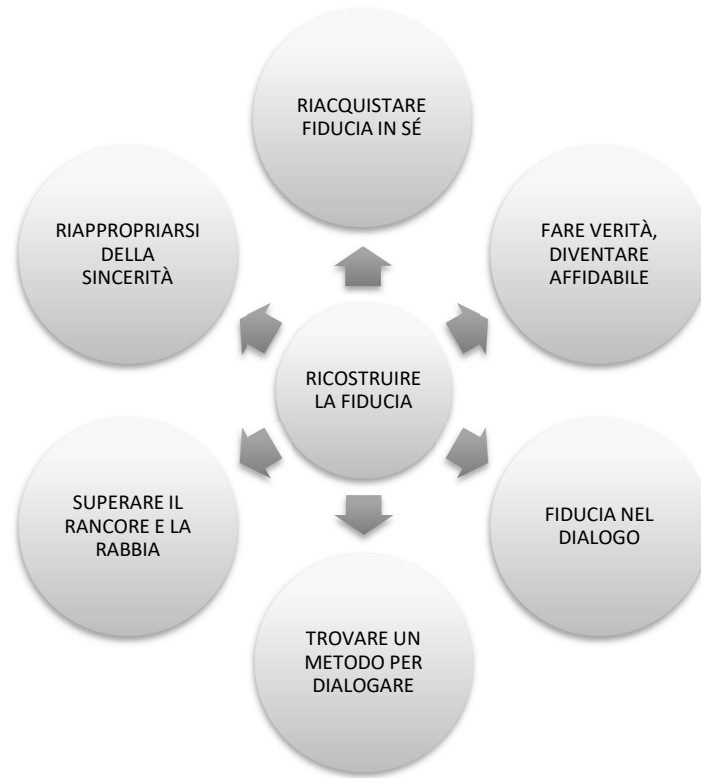 RIACQUISTARE
FIDUCIA IN SÉ
FARE VERITÀ,
DIVENTARE
AFFIDABILE
FIDUCIA NEL
DIALOGO
TROVARE UN
METODO PER
DIALOGARE
SUPERARE IL
RANCORE E LA
RABBIA
RIAPPROPRIARSI
DELLA
SINCERITÀ
RICOSTRUIRE
LA FIDUCIA